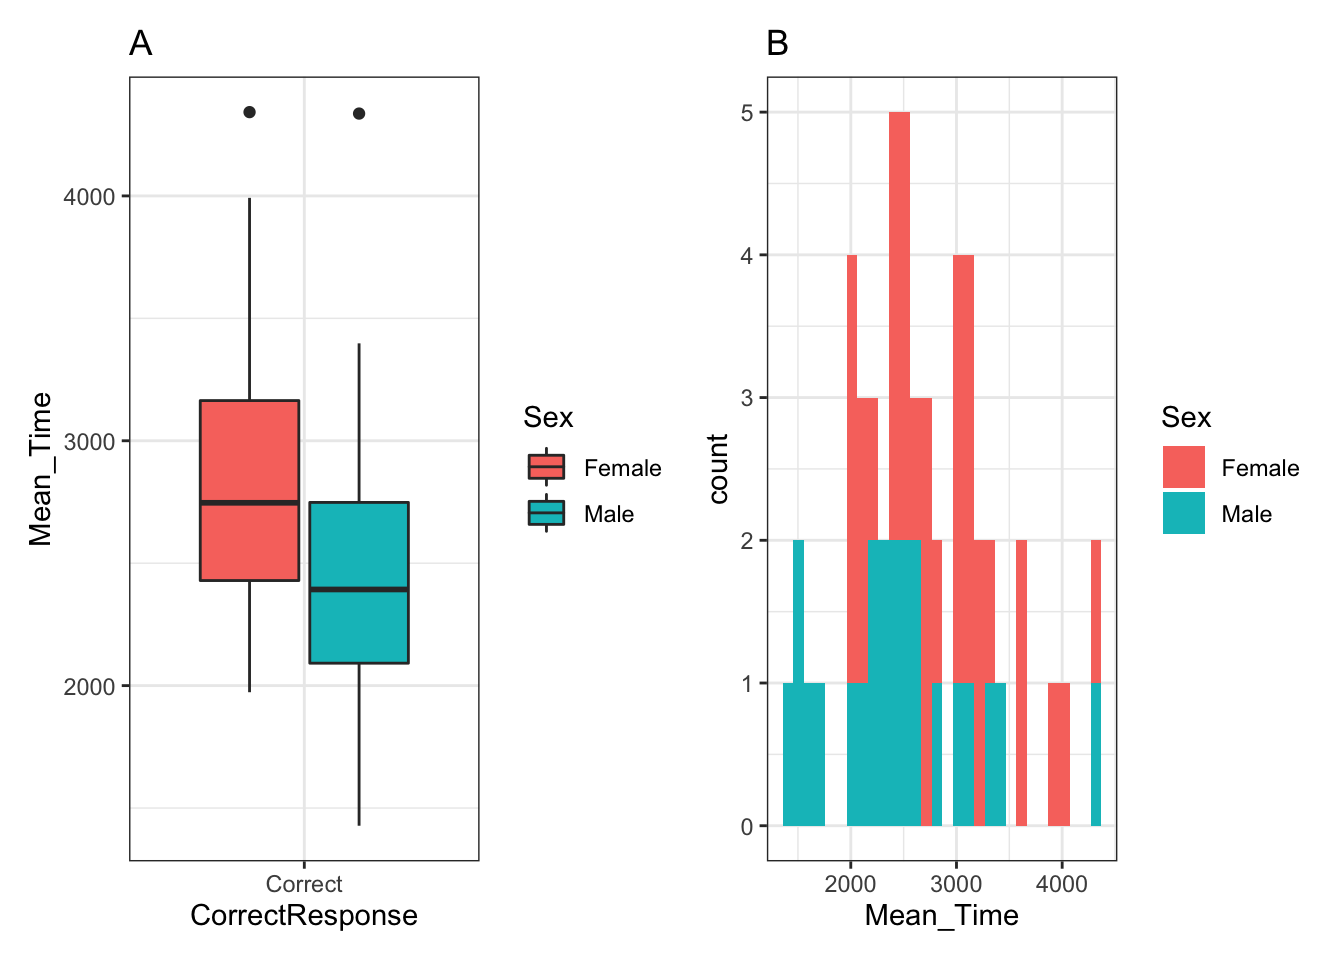 A
Mean_Time
4000
3000
2000
Correct
CorrectResponse
Sex
Female
Male
B
count
5
4
3
2
1
0
2000 3000 4000
Mean_Time
Sex
Female
Male